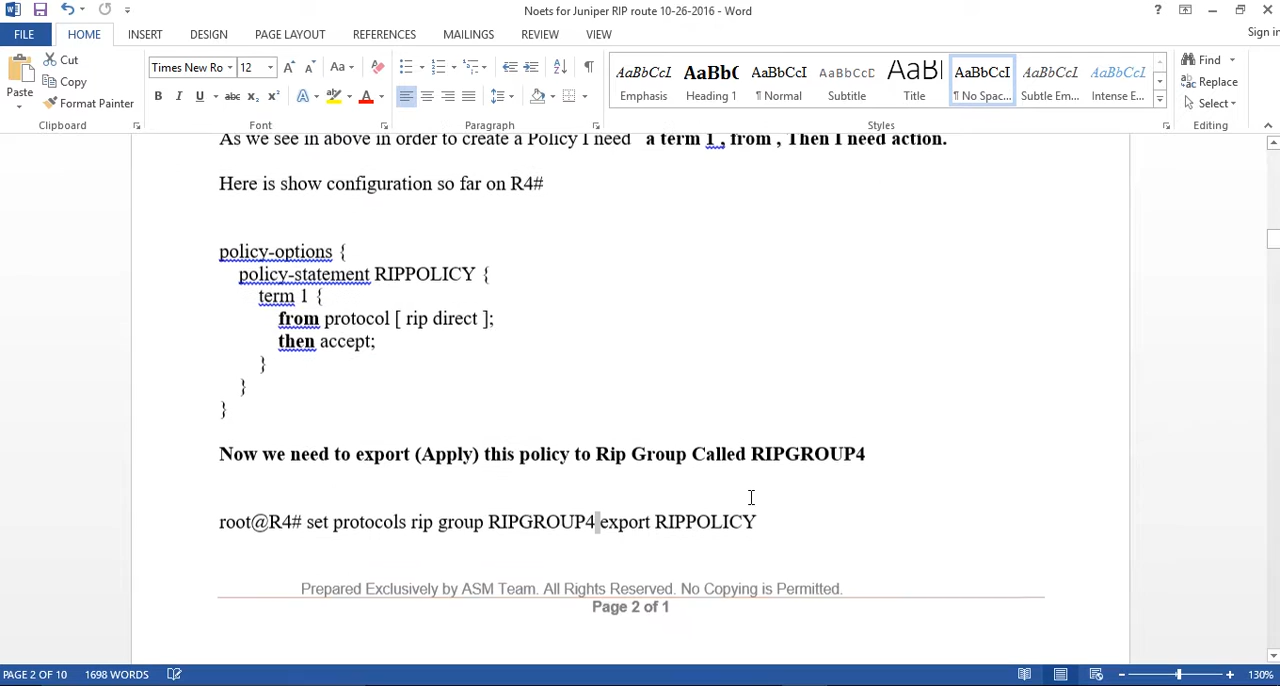 Noets for Juniper RIP route 10-26-2016 - Word
FILE HOME INSERT DESIGN PAGE LAYOUT REFERENCES MAILINGS REVIEW VIEW Sign in
Paste Cut Copy Format Painter
Times New Ro 12
AaBbCcI AaBb( AaBbCcI AaBbCcD AaBl AaBbCcI AaBbCcI AaBbCcI
Emphasis Heading 1 ¶ Normal Subtitle Title ¶ No Spac... Subtle Em... Intense E...
Find Replace Select
Clipboard Font Paragraph Styles Editing
As we see in above in order to create a Policy I need a term 1 , from , Then I need action.
Here is show configuration so far on R4#
policy-options {
policy-statement RIPPOLICY {
term 1 {
from protocol [ rip direct ];
then accept;
}
}
}
Now we need to export (Apply) this policy to Rip Group Called RIPGROUP4
root@R4# set protocols rip group RIPGROUP4 export RIPPOLICY
Prepared Exclusively by ASM Team. All Rights Reserved. No Copying is Permitted.
Page 2 of 1
PAGE 2 OF 10 1698 WORDS 130%